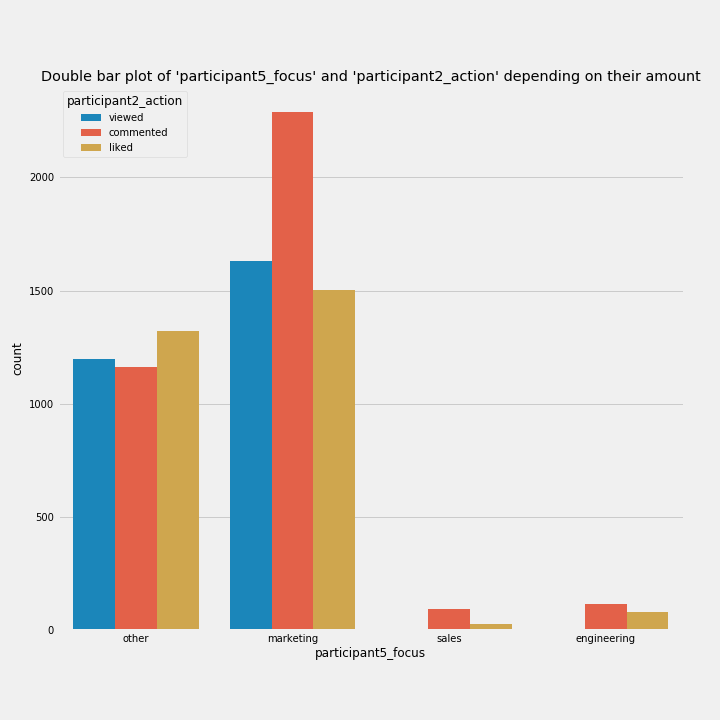 Double bar plot of 'participant5_focus' and 'participant2_action' depending on their amount
participant2_action
viewed
commented
liked
2000
1500
1000
500
0
count
other marketing sales engineering
participant5_focus